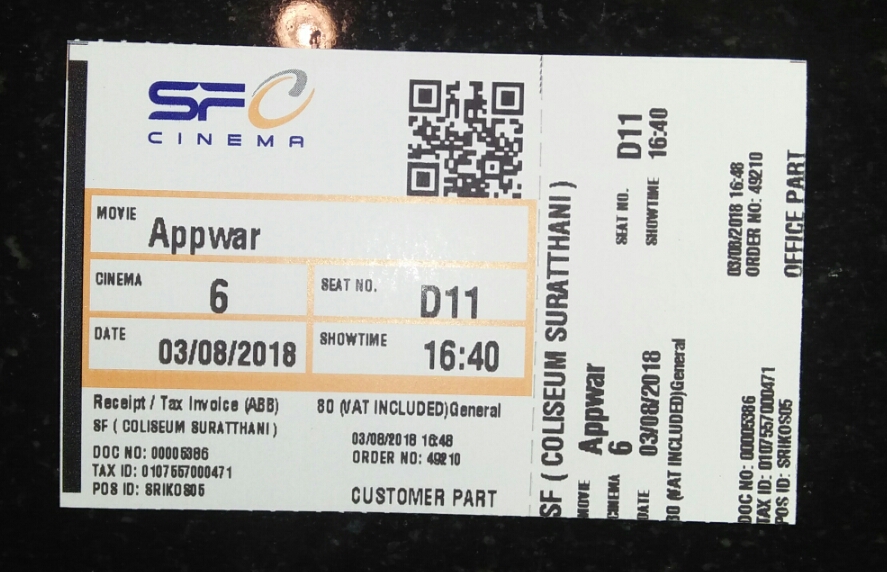 SF
CINEMA
MOVIE
Appwar
CINEMA
6
SEAT NO.
D11
DATE
03/08/2018
SHOWTIME
16:40
Receipt / Tax Invoice (ABB)
80 (VAT INCLUDED)General
SF ( COLISEUM SURATTHANI )
03/08/2018 16:48
DOC NO: 00005386
ORDER NO: 49210
TAX ID: 0107557000471
POS ID: SRIKOS05
CUSTOMER PART
SF ( COLISEUM SURATTHANI )
MOVIE Appwar
CINEMA 6
SEAT NO. D11
DATE 03/08/2018
SHOWTIME 16:40
80 (VAT INCLUDED)General
DOC NO: 00005386
03/08/2018 16:48
TAX ID: 0107557000471
ORDER NO: 49210
POS ID: SRIKOS05
OFFICE PART